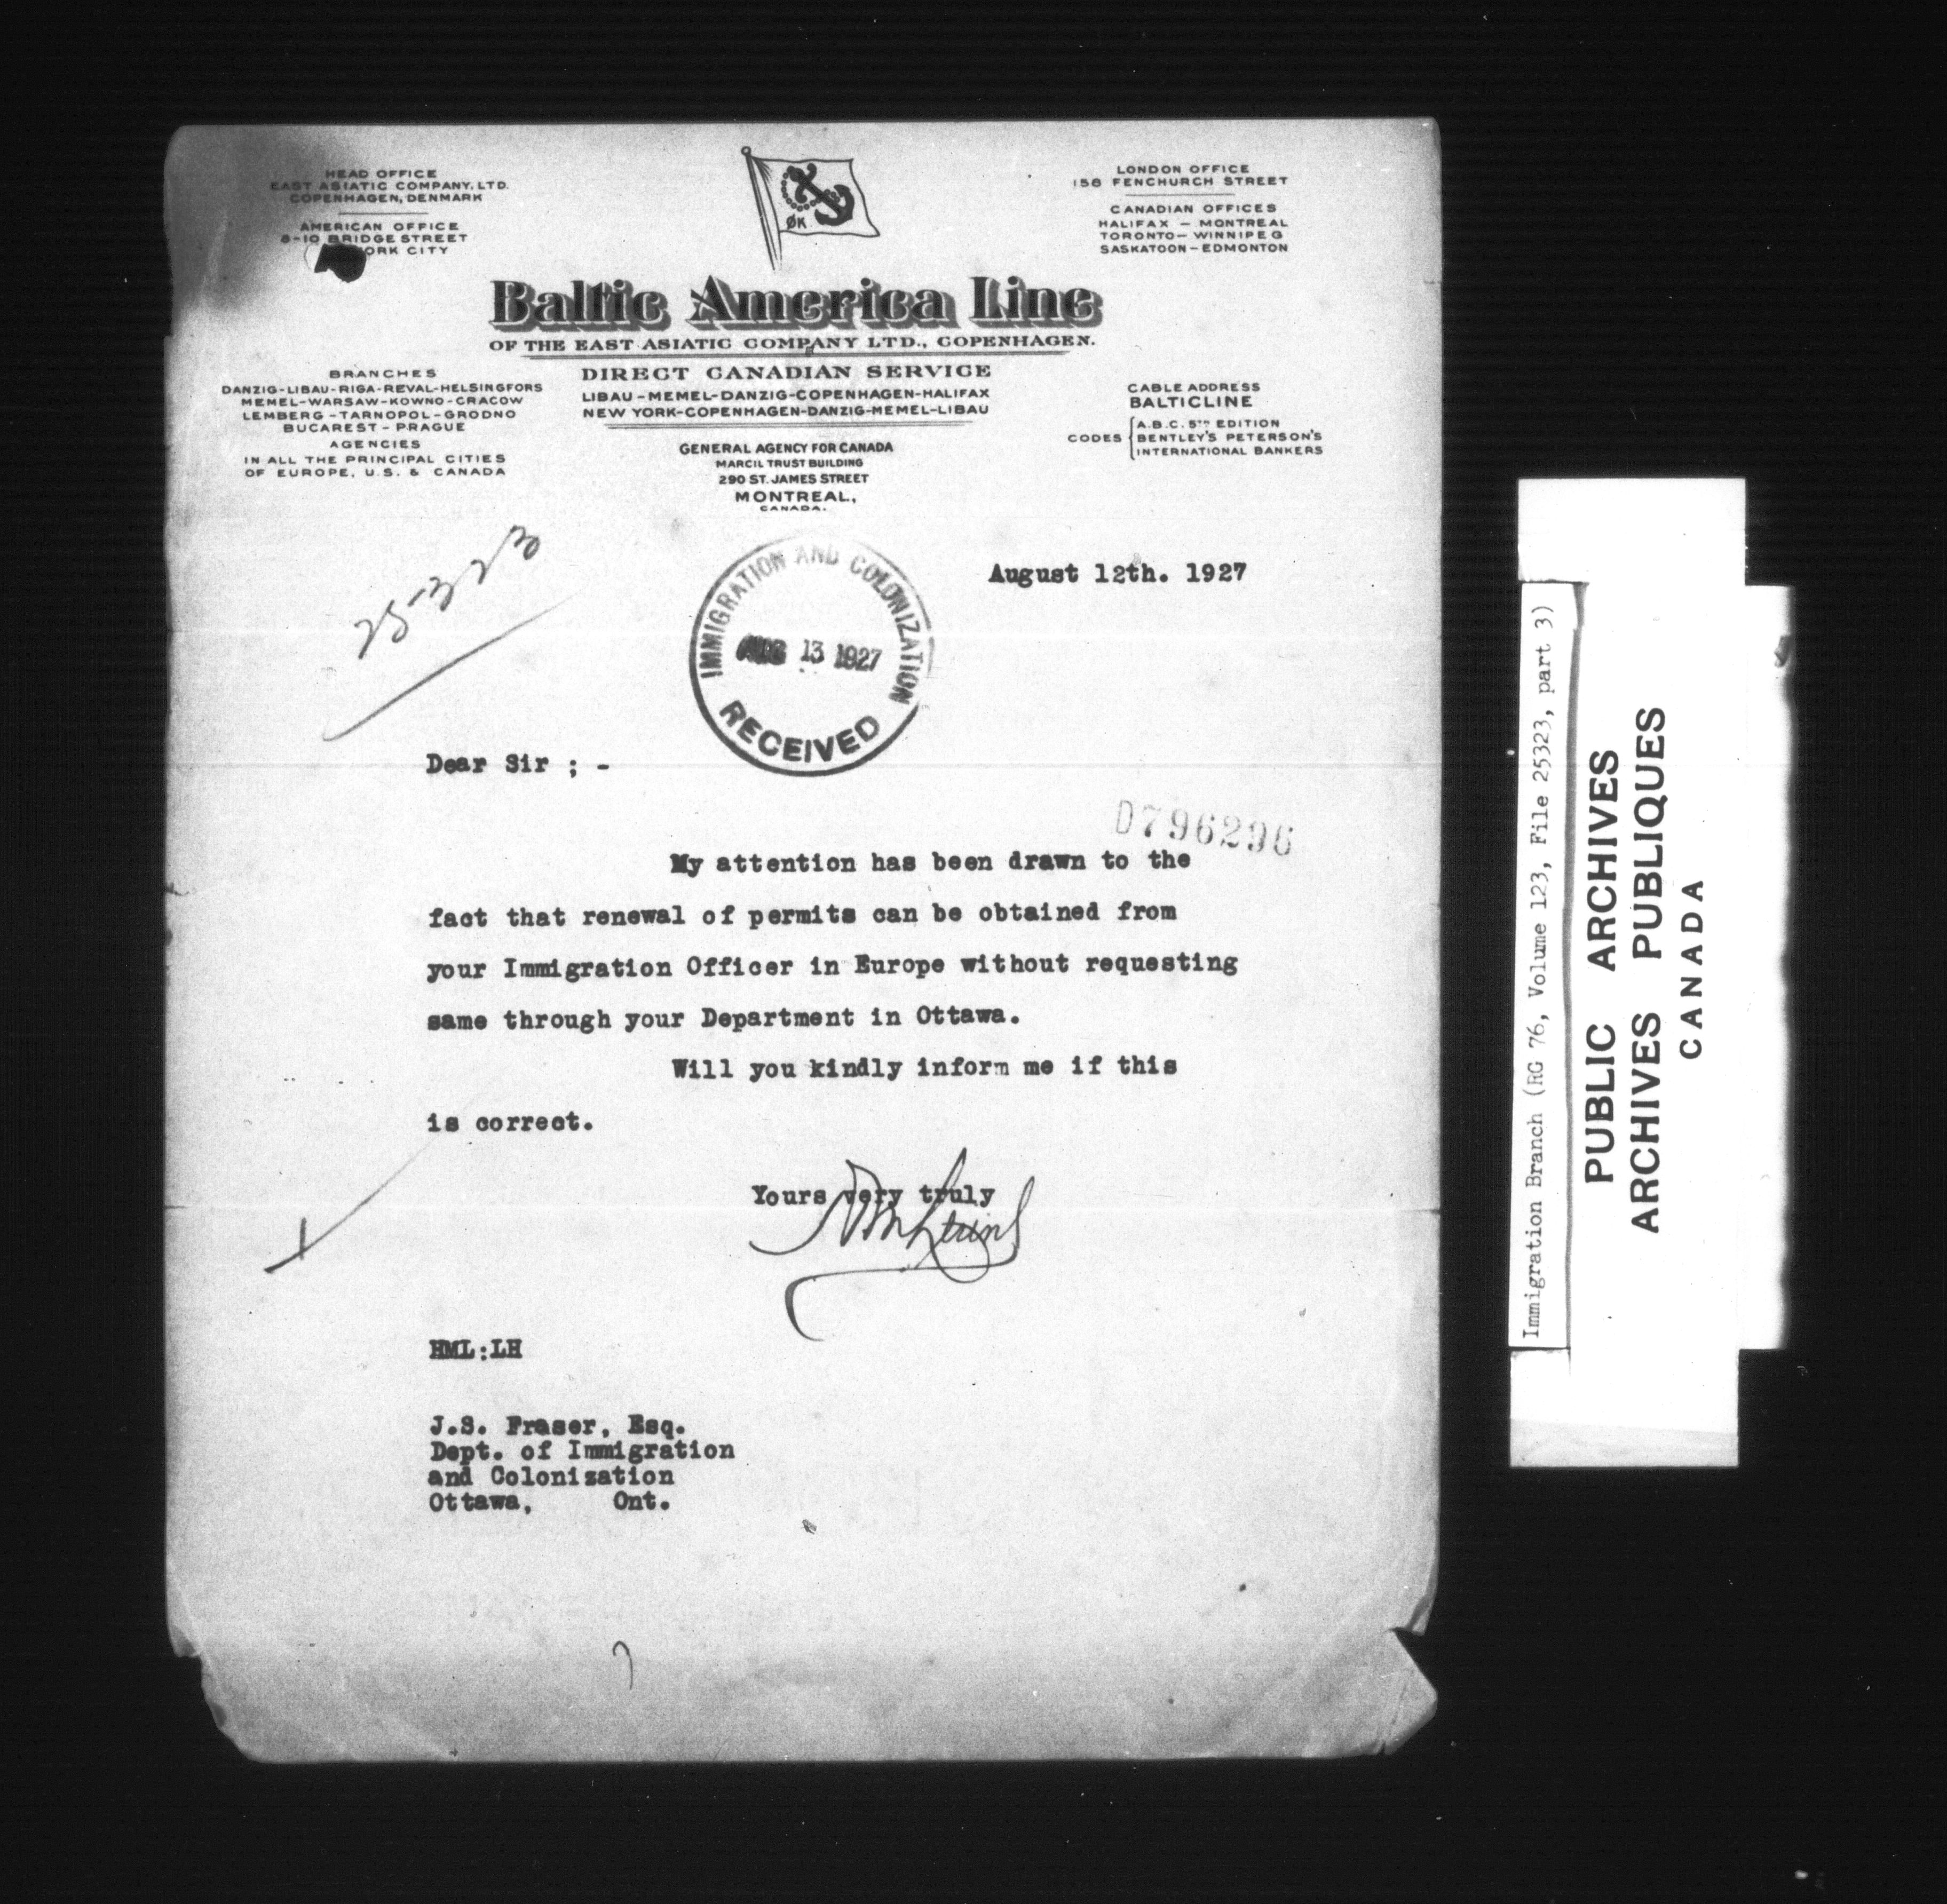 HEAD OFFICE
EAST ASIATIC COMPANY, LTD.
COPENHAGEN, DENMARK
AMERICAN OFFICE
8-10 BRIDGE STREET
ORK CITY
ØK
LONDON OFFICE
158 FENCHURCH STREET
CANADIAN OFFICES
HALIFAX – MONTREAL
TORONTO – WINNIPEG
SASKATOON – EDMONTON
Baltic America Line
OF THE EAST ASIATIC COMPANY LTD., COPENHAGEN.
BRANCHES
DANZIG-LIBAU-RIGA-REVAL-HELSINGFORS
MEMEL-WARSAW-KOWNO-CRACOW
LEMBERG-TARNOPOL-GRODNO
BUCAREST-PRAGUE
AGENCIES
IN ALL THE PRINCIPAL CITIES
OF EUROPE, U.S. & CANADA
DIRECT CANADIAN SERVICE
LIBAU-MEMEL-DANZIG-COPENHAGEN-HALIFAX
NEW YORK-COPENHAGEN-DANZIG-MEMEL-LIBAU
GENERAL AGENCY FOR CANADA
MARCIL TRUST BUILDING
290 ST. JAMES STREET
MONTREAL,
CANADA.
CABLE ADDRESS
BALTICLINE
CODES
A.B.C. 5TH EDITION
BENTLEY'S PETERSON'S
INTERNATIONAL BANKERS
25-3 23
IMMIGRATION AND COLONIZATION
AUG 13 1927
RECEIVED
August 12th. 1927
Dear Sir ; -
D796296
My attention has been drawn to the
fact that renewal of permits can be obtained from
your Immigration Officer in Europe without requesting
same through your Department in Ottawa.
Will you kindly inform me if this
is correct.
Yours very truly
HML:LH
J.S. Fraser, Esq.
Dept. of Immigration
and Colonization
Ottawa, Ont.
Immigration Branch (RG 76, Volume 123, File 25323, part 3)
PUBLIC ARCHIVES
ARCHIVES PUBLIQUES
CANADA